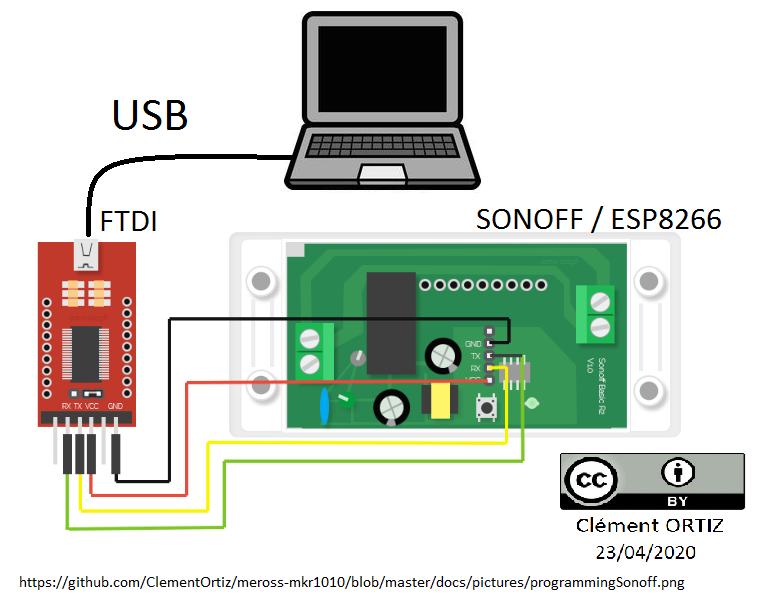 USB
FTDI
SONOFF / ESP8266
GND
TX
RX
VCC
RX TX VCC GND
Sonoff Basic R2
V1.0
cc
BY
Clément ORTIZ
23/04/2020
https://github.com/ClementOrtiz/meross-mkr1010/blob/master/docs/pictures/programmingSonoff.png